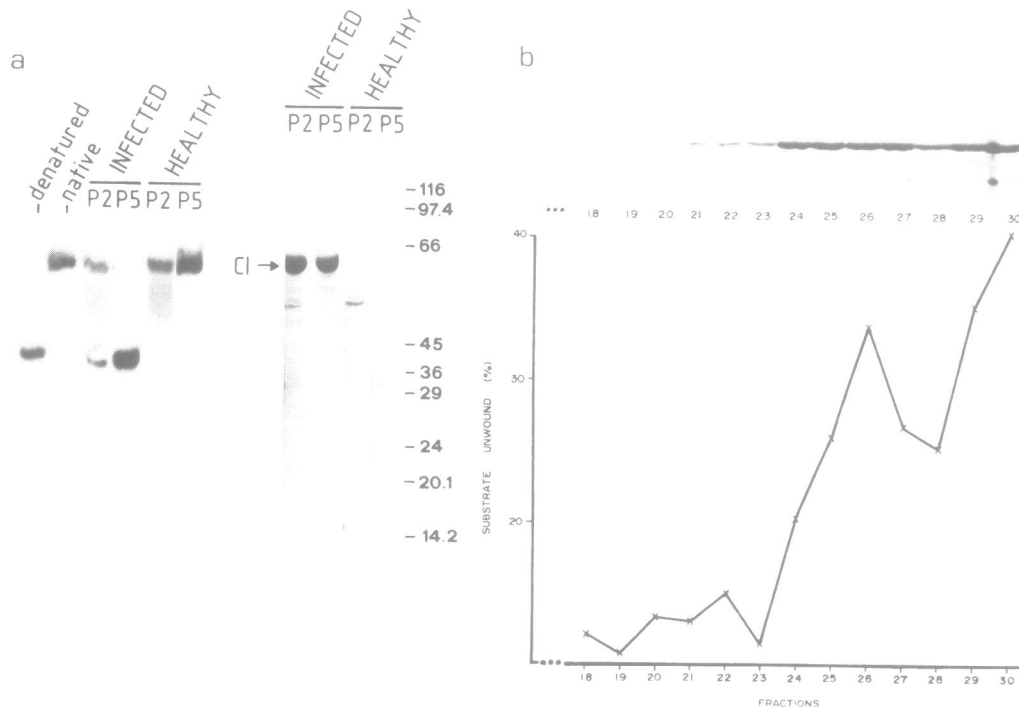 a
-denatured
-native
INFECTED
HEALTHY
P2 P5 P2 P5
INFECTED
HEALTHY
P2 P5 P2 P5
CI →
- 116
- 97.4
- 66
- 45
- 36
- 29
- 24
- 20.1
- 14.2
b
••• 18 19 20 21 22 23 24 25 26 27 28 29 30
40
30
20
SUBSTRATE UNWOUND (%)
•••• 18 19 20 21 22 23 24 25 26 27 28 29 30
FRACTIONS